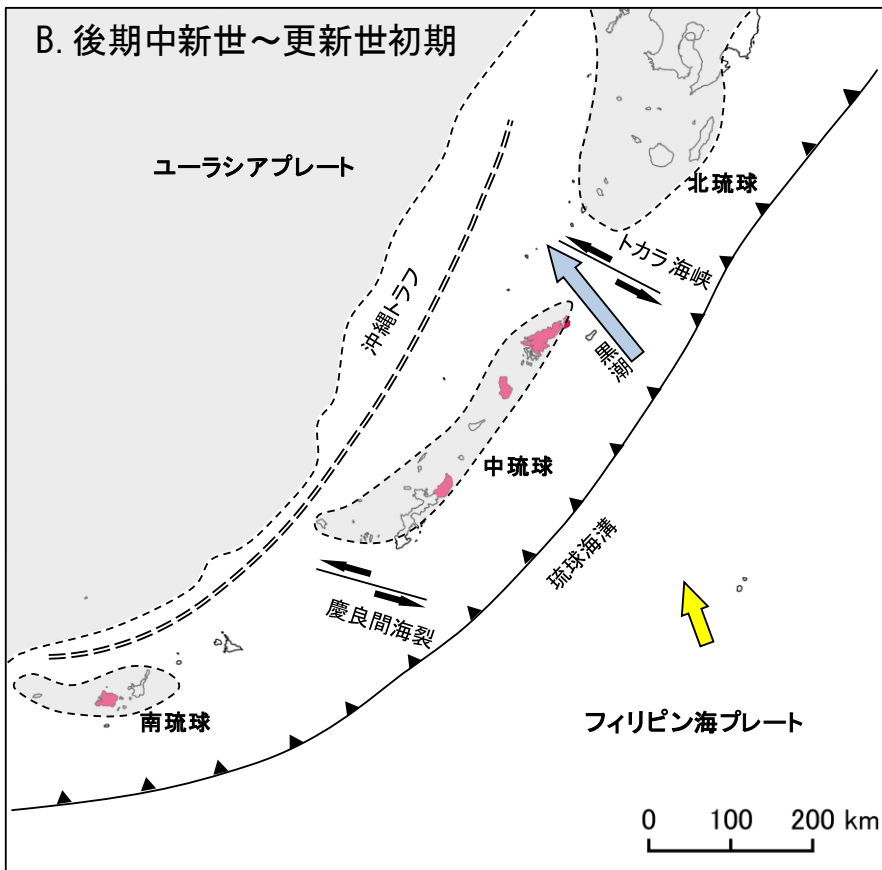 B. 後期中新世～更新世初期
ユーラシアプレート
北琉球
トカラ海峡
沖縄トラフ
黒潮
中琉球
琉球海溝
慶良間海裂
南琉球
フィリピン海プレート
0 100 200 km